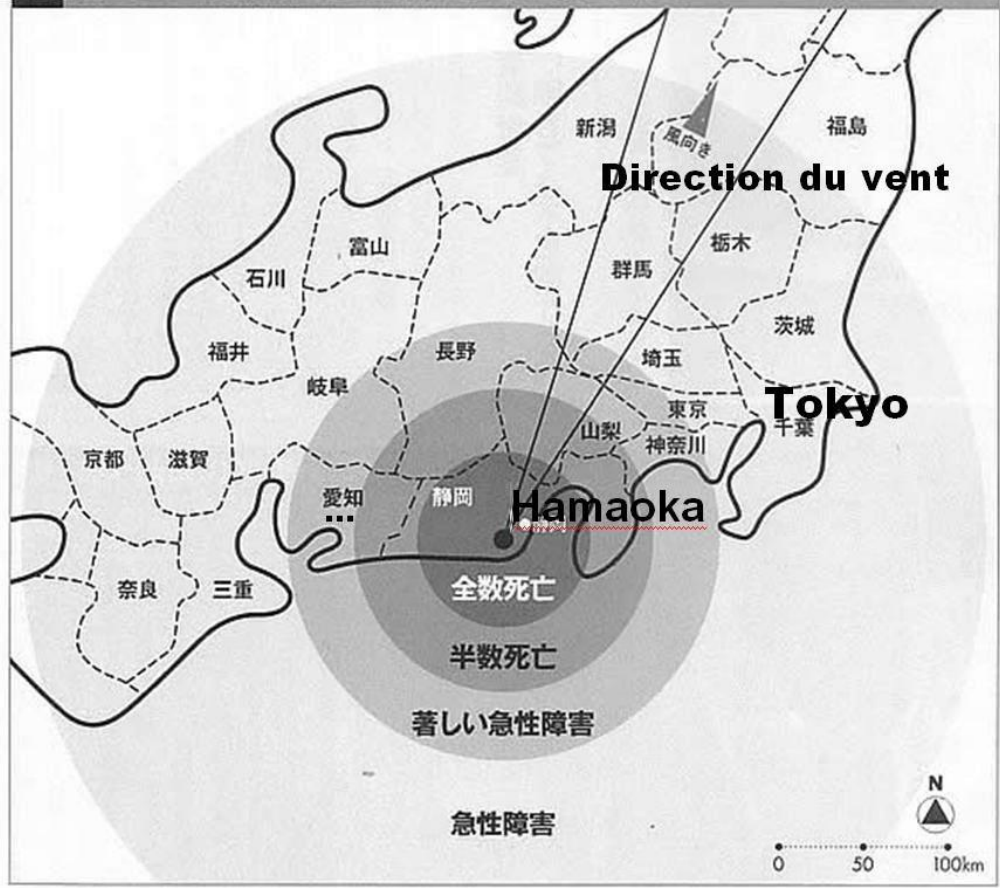 新潟
福島
風向き
Direction du vent
富山
栃木
群馬
石川
茨城
福井
長野
埼玉
岐阜
Tokyo
東京
千葉
山梨
神奈川
京都
滋賀
愛知
静岡
Hamaoka
奈良
三重
全数死亡
半数死亡
著しい急性障害
急性障害
N
0 50 100km